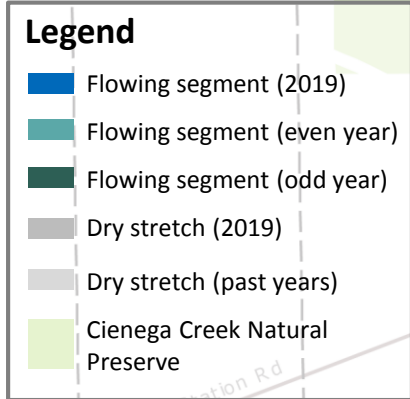 Legend
Flowing segment (2019)
Flowing segment (even year)
Flowing segment (odd year)
Dry stretch (2019)
Dry stretch (past years)
Cienega Creek Natural
Preserve
Rd